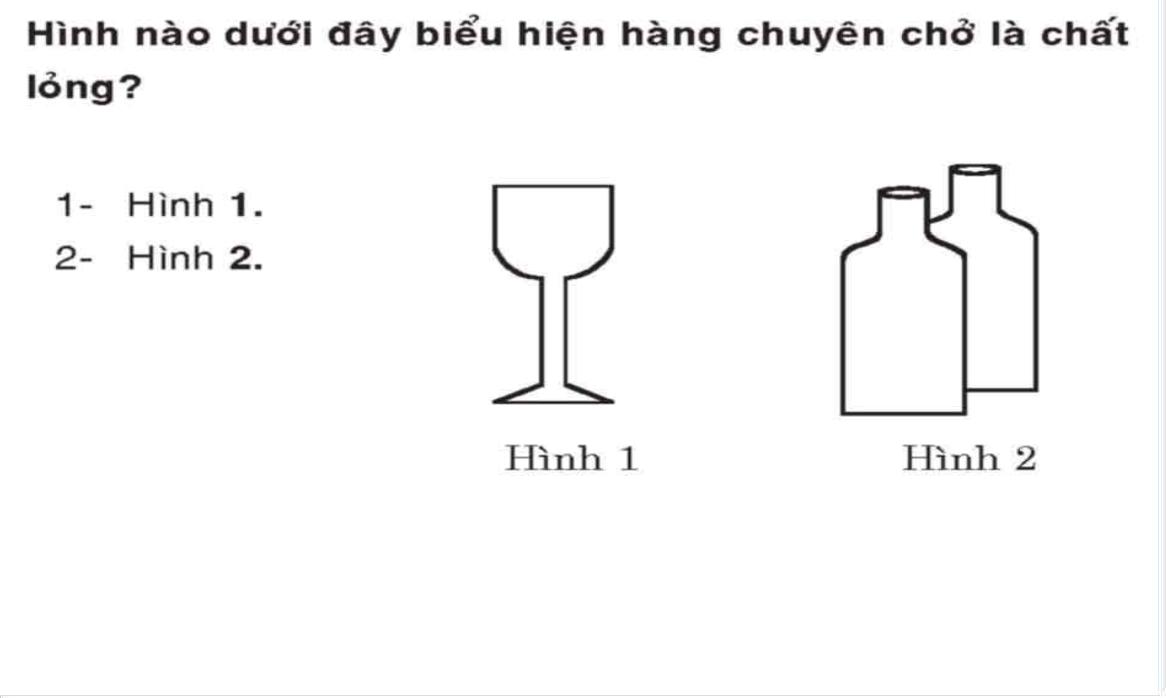 Hình nào dưới đây biểu hiện hàng chuyên chở là chất
lỏng?
1- Hình 1.
2- Hình 2.
Hình 1
Hình 2